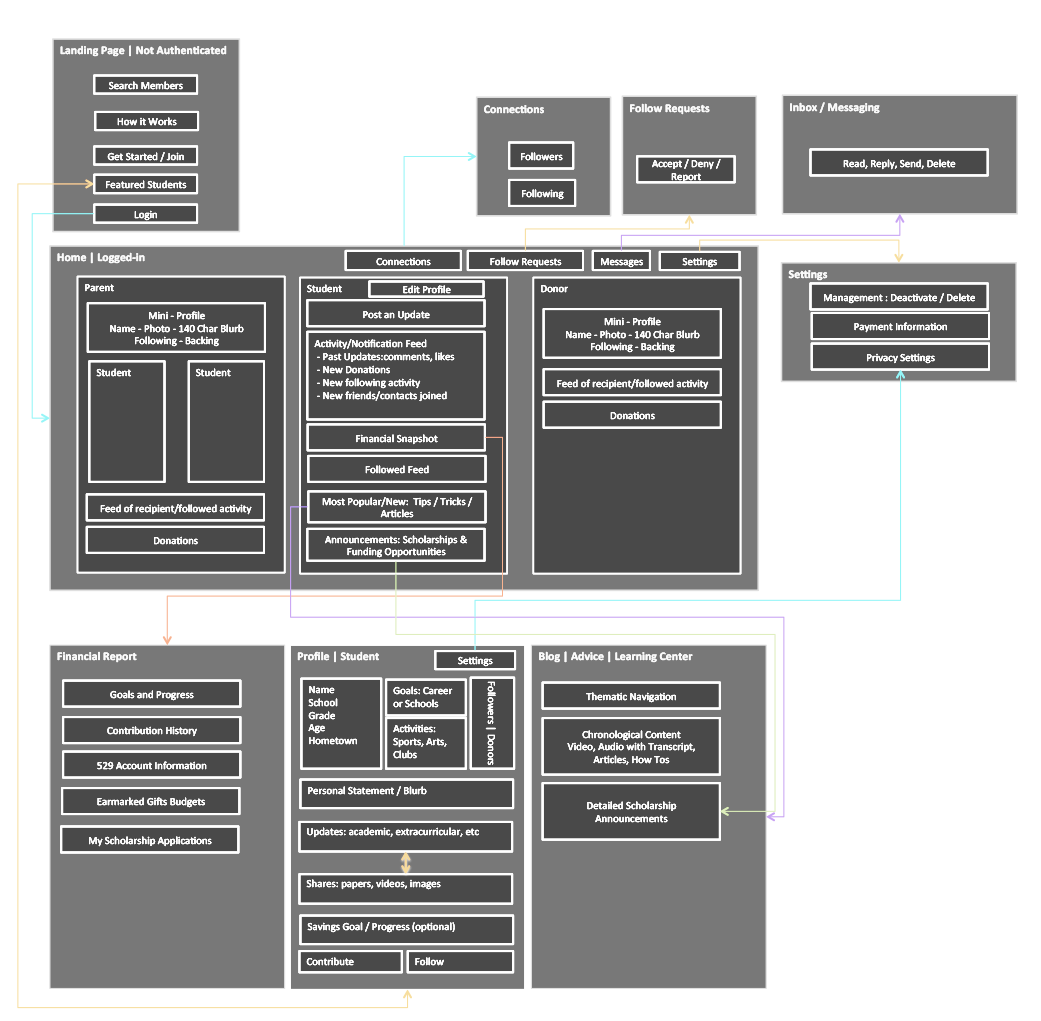 Landing Page | Not Authenticated
Search Members
How it Works
Get Started / Join
Featured Students
Login
Connections
Followers
Following
Follow Requests
Accept / Deny /
Report
Inbox / Messaging
Read, Reply, Send, Delete
Home | Logged-in
Connections
Follow Requests
Messages
Settings
Parent
Mini - Profile
Name - Photo - 140 Char Blurb
Following - Backing
Student
Student
Feed of recipient/followed activity
Donations
Student
Edit Profile
Post an Update
Activity/Notification Feed
- Past Updates:comments, likes
- New Donations
- New following activity
- New friends/contacts joined
Financial Snapshot
Followed Feed
Most Popular/New: Tips / Tricks /
Articles
Announcements: Scholarships &
Funding Opportunities
Donor
Mini - Profile
Name - Photo - 140 Char Blurb
Following - Backing
Feed of recipient/followed activity
Donations
Settings
Management : Deactivate / Delete
Payment Information
Privacy Settings
Financial Report
Goals and Progress
Contribution History
529 Account Information
Earmarked Gifts Budgets
My Scholarship Applications
Profile | Student
Settings
Name
School
Grade
Age
Hometown
Goals: Career
or Schools
Activities:
Sports, Arts,
Clubs
Followers | Donors
Personal Statement / Blurb
Updates: academic, extracurricular, etc
Shares: papers, videos, images
Savings Goal / Progress (optional)
Contribute
Follow
Blog | Advice | Learning Center
Thematic Navigation
Chronological Content
Video, Audio with Transcript,
Articles, How Tos
Detailed Scholarship
Announcements